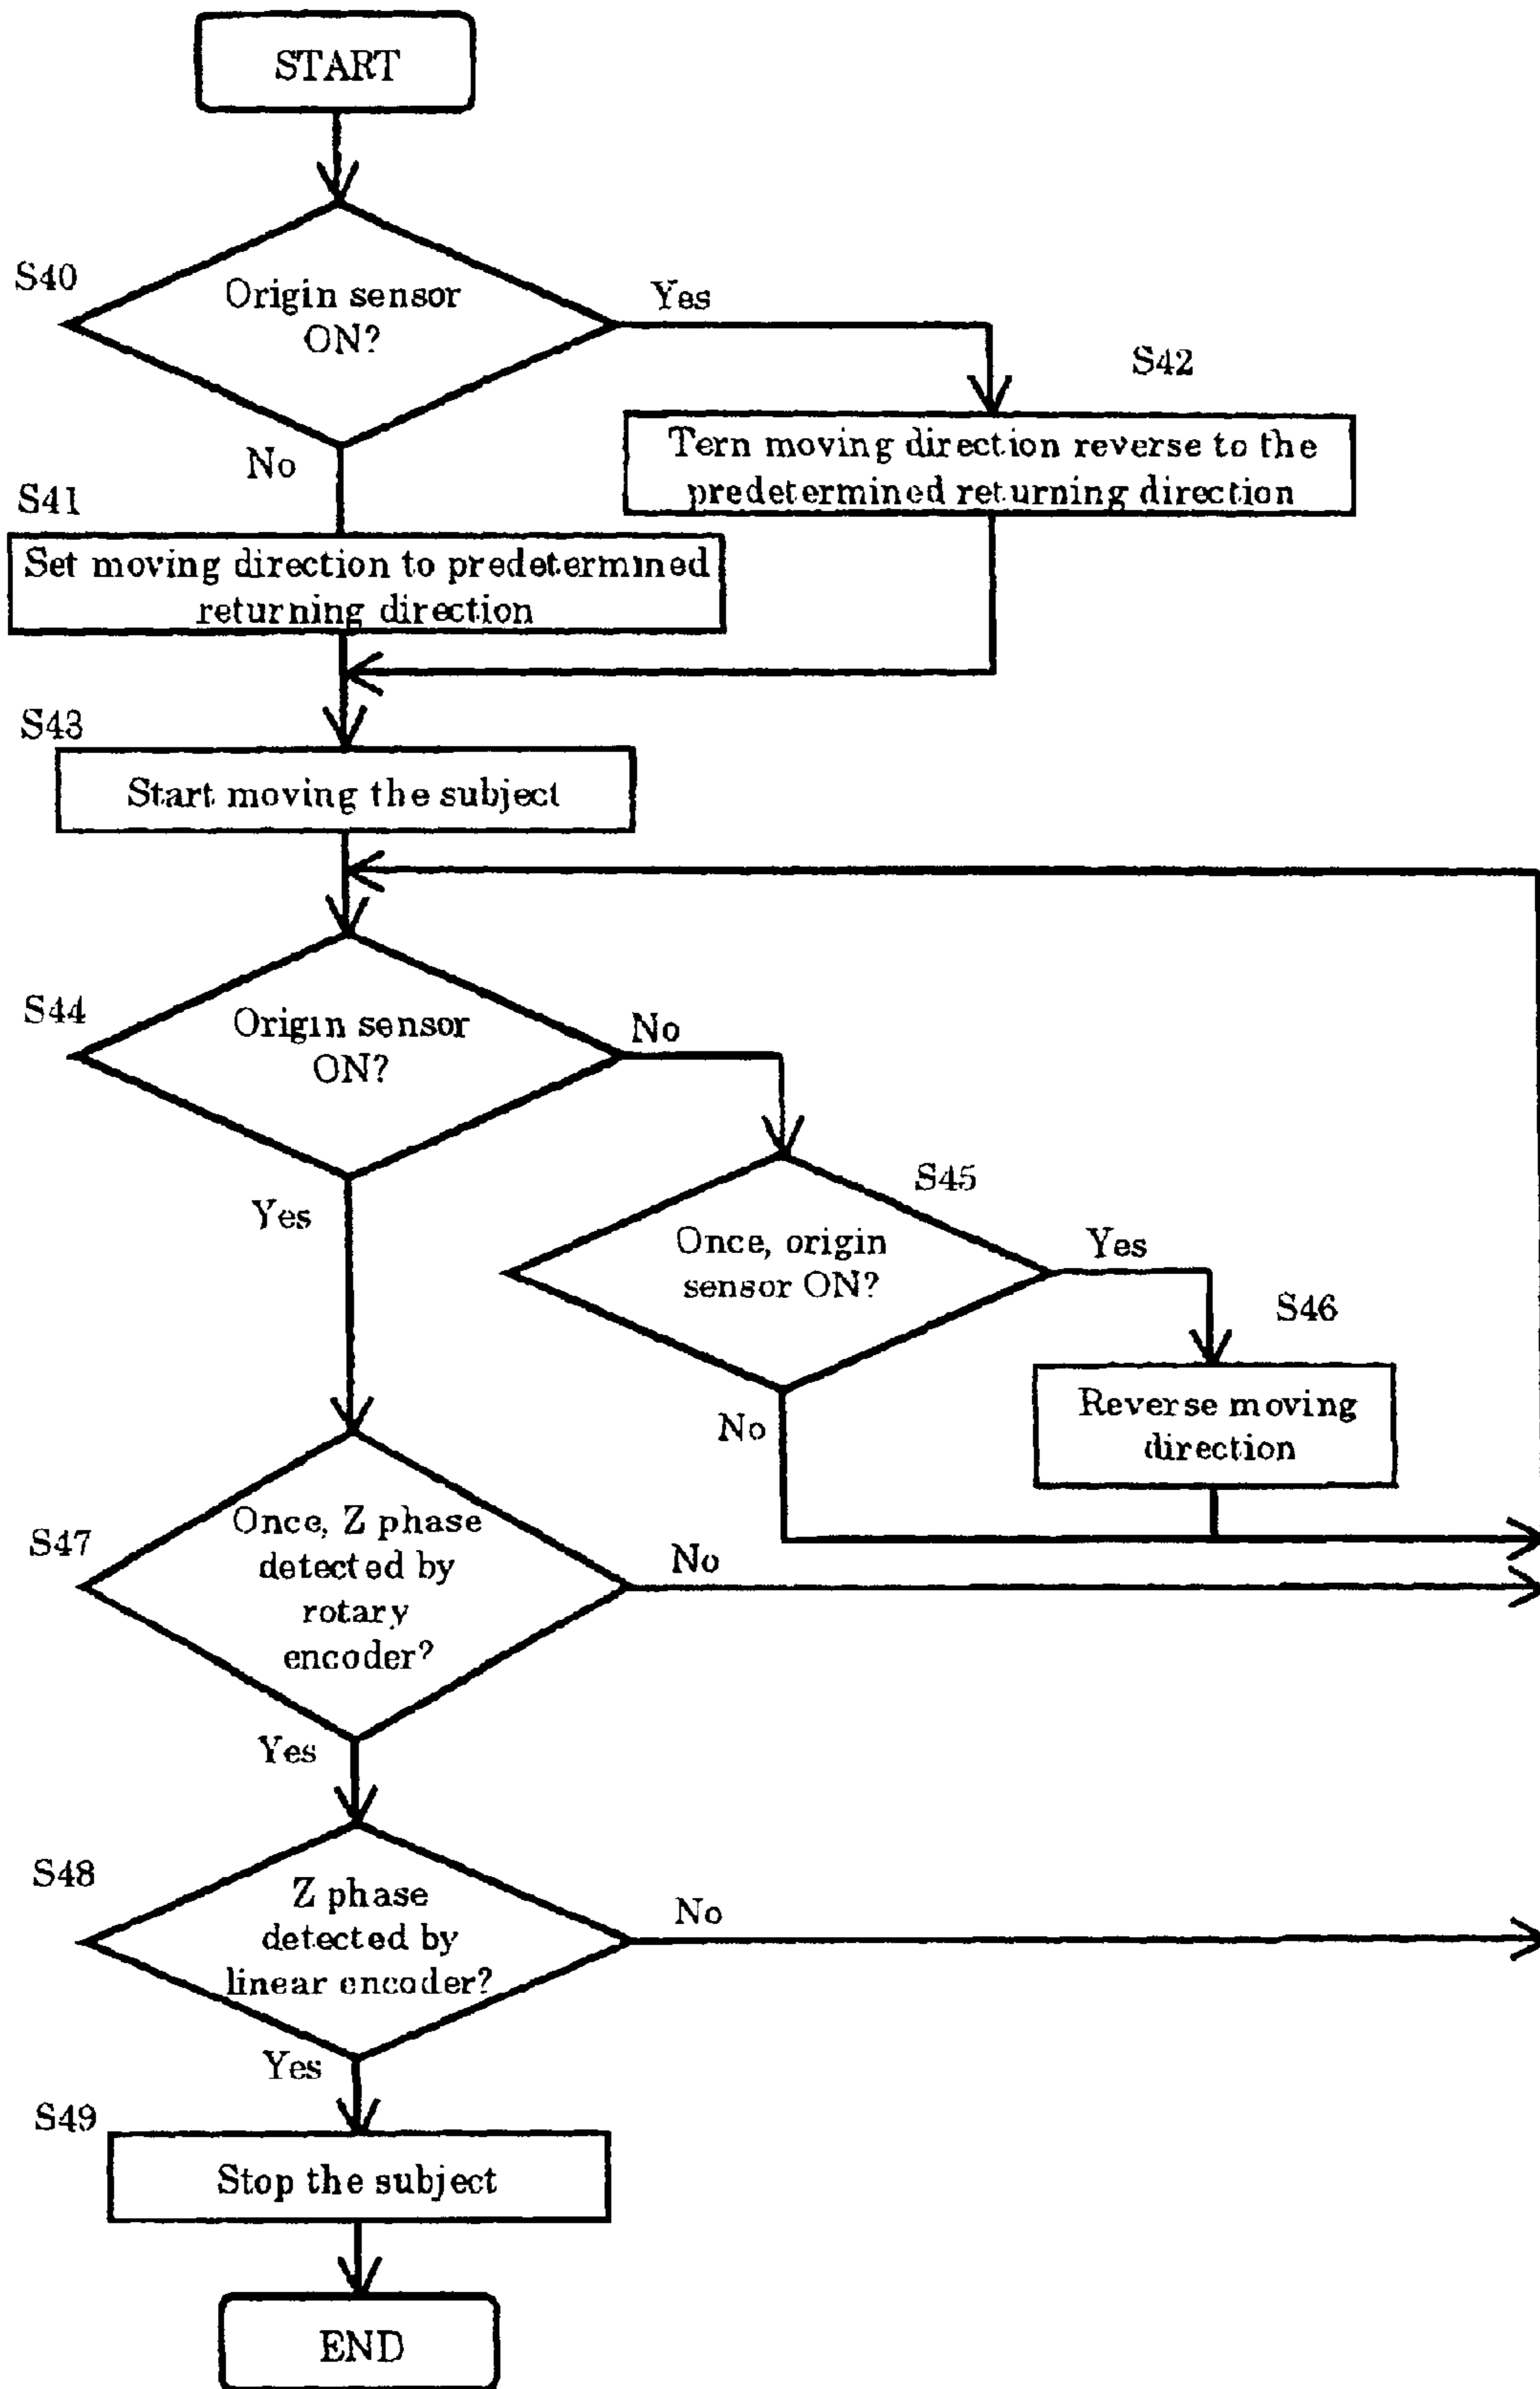 START
S40
Origin sensor
ON?
Yes
No
S42
Tern moving direction reverse to the
predetermined returning direction
S41
Set moving direction to predetermined
returning direction
S43
Start moving the subject
S44
Origin sensor
ON?
No
Yes
S45
Once, origin
sensor ON?
Yes
No
S46
Reverse moving
direction
S47
Once, Z phase
detected by
rotary
encoder?
No
Yes
S48
Z phase
detected by
linear encoder?
No
Yes
S49
Stop the subject
END